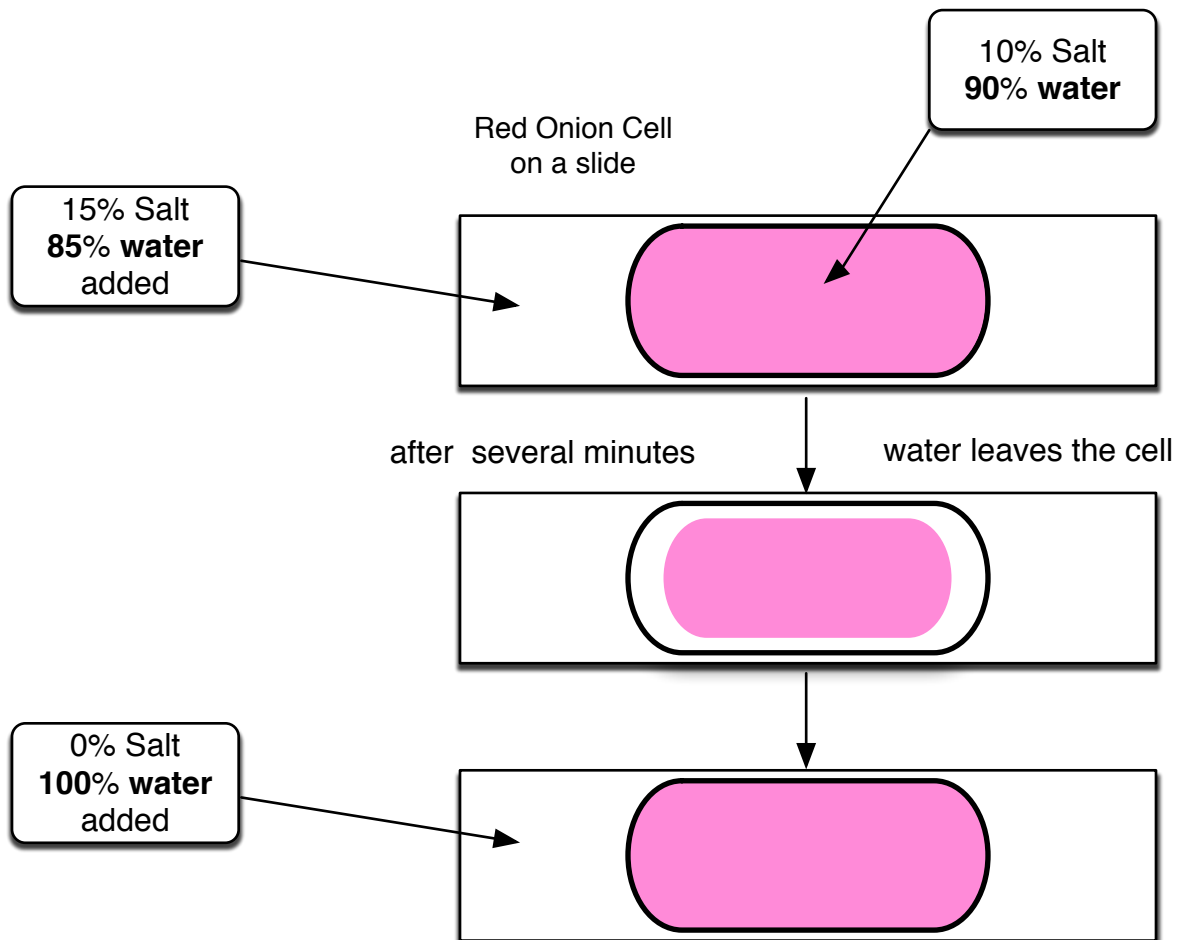 10% Salt
90% water
Red Onion Cell
on a slide
15% Salt
85% water
added
after several minutes
water leaves the cell
0% Salt
100% water
added